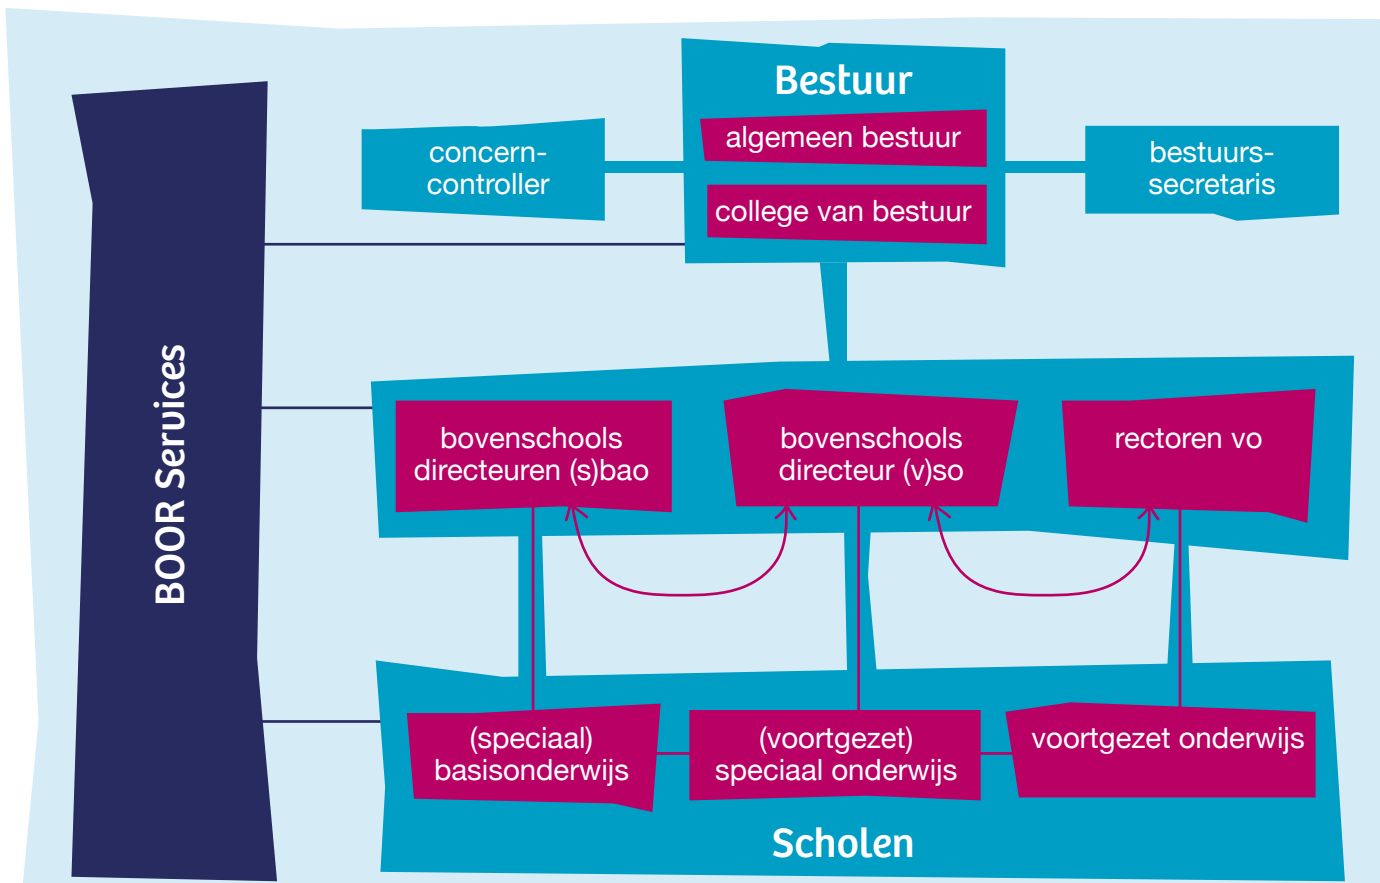 Bestuur
algemeen bestuur
college van bestuur
concern-
controller
bestuurs-
secretaris
BOOR Services
bovenschools
directeuren (s)bao
bovenschools
directeur (v)so
rectoren vo
(speciaal)
basisonderwijs
(voortgezet)
speciaal onderwijs
voortgezet onderwijs
Scholen